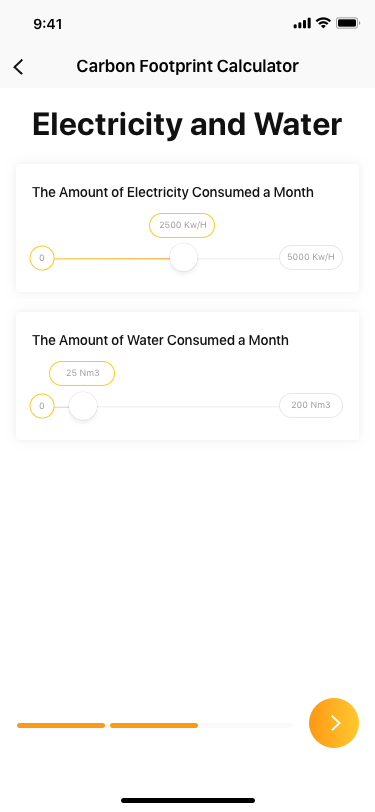 9:41
Carbon Footprint Calculator
Electricity and Water
The Amount of Electricity Consumed a Month
2500 Kw/H
0
5000 Kw/H
The Amount of Water Consumed a Month
25 Nm3
0
200 Nm3